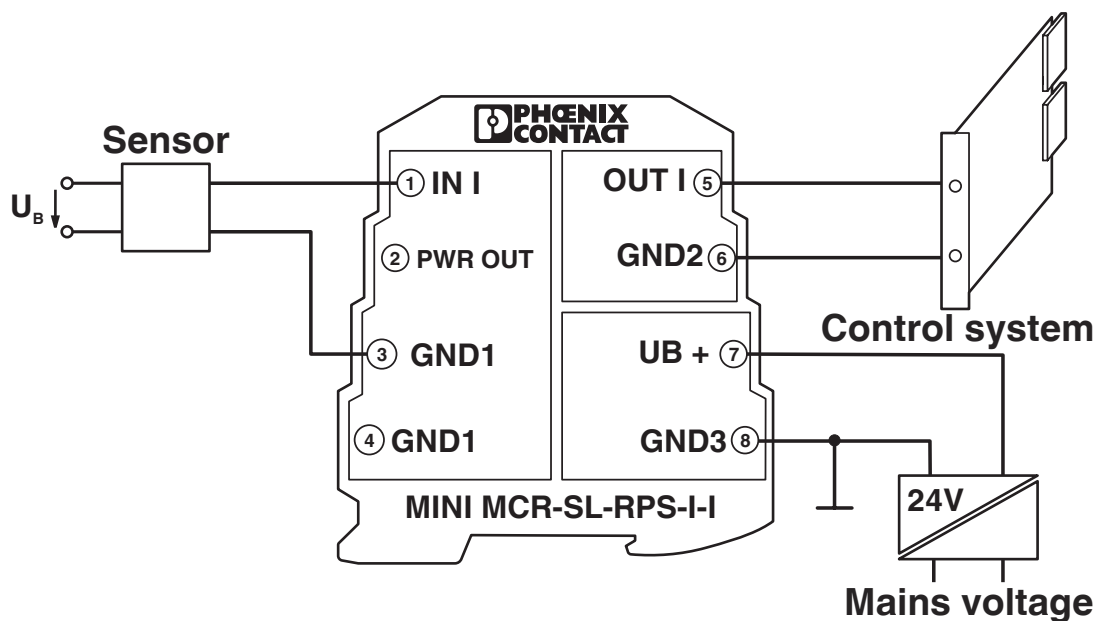 PHŒNIX
CONTACT
Sensor
U_B
1 IN I
2 PWR OUT
3 GND1
4 GND1
OUT I 5
GND2 6
UB + 7
GND3 8
MINI MCR-SL-RPS-I-I
Control system
24V
Mains voltage